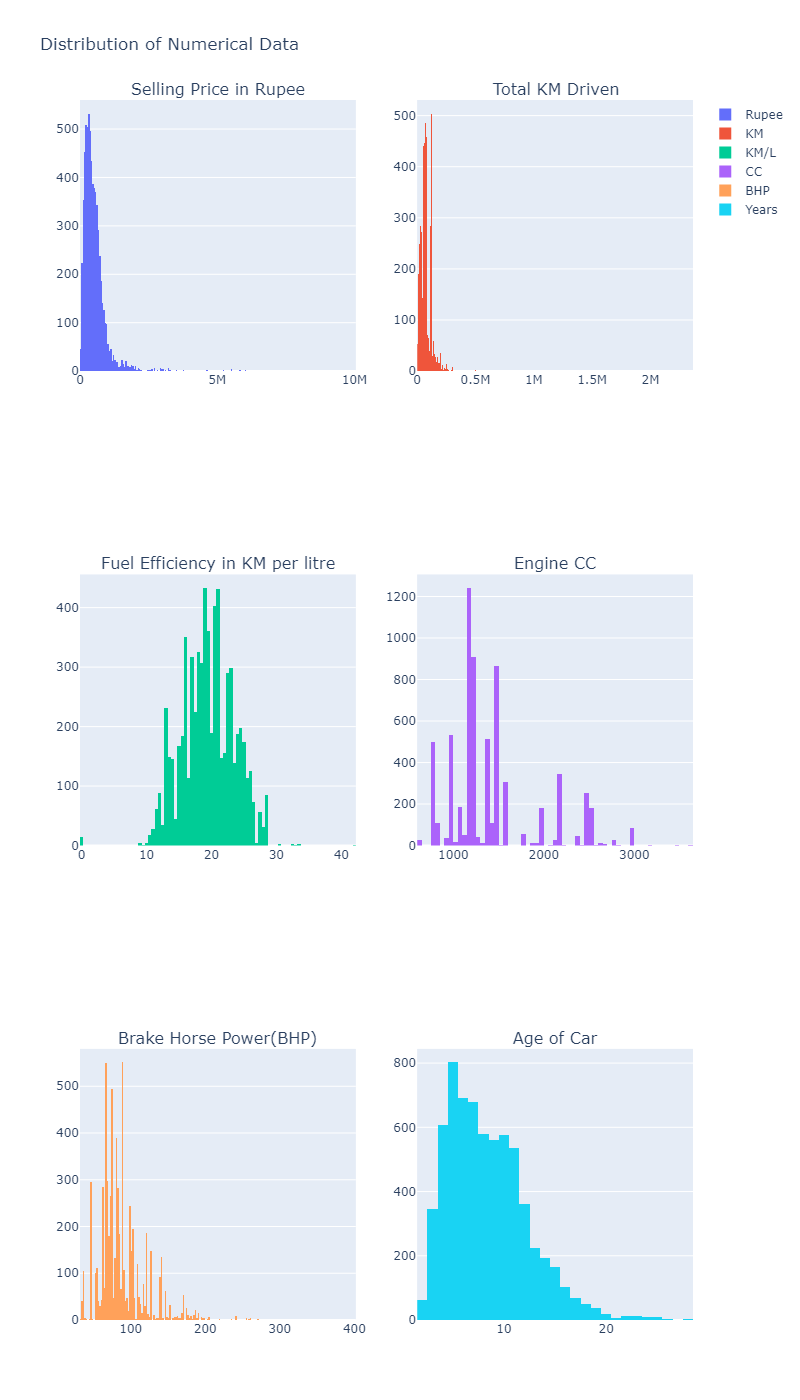 Distribution of Numerical Data
Selling Price in Rupee
Total KM Driven
500
400
300
200
100
0
0 5M 10M
500
400
300
200
100
0
0 0.5M 1M 1.5M 2M
Rupee
KM
KM/L
CC
BHP
Years
Fuel Efficiency in KM per litre
Engine CC
400
300
200
100
0
0 10 20 30 40
1200
1000
800
600
400
200
0
1000 2000 3000
Brake Horse Power(BHP)
Age of Car
500
400
300
200
100
0
100 200 300 400
800
600
400
200
0
10 20